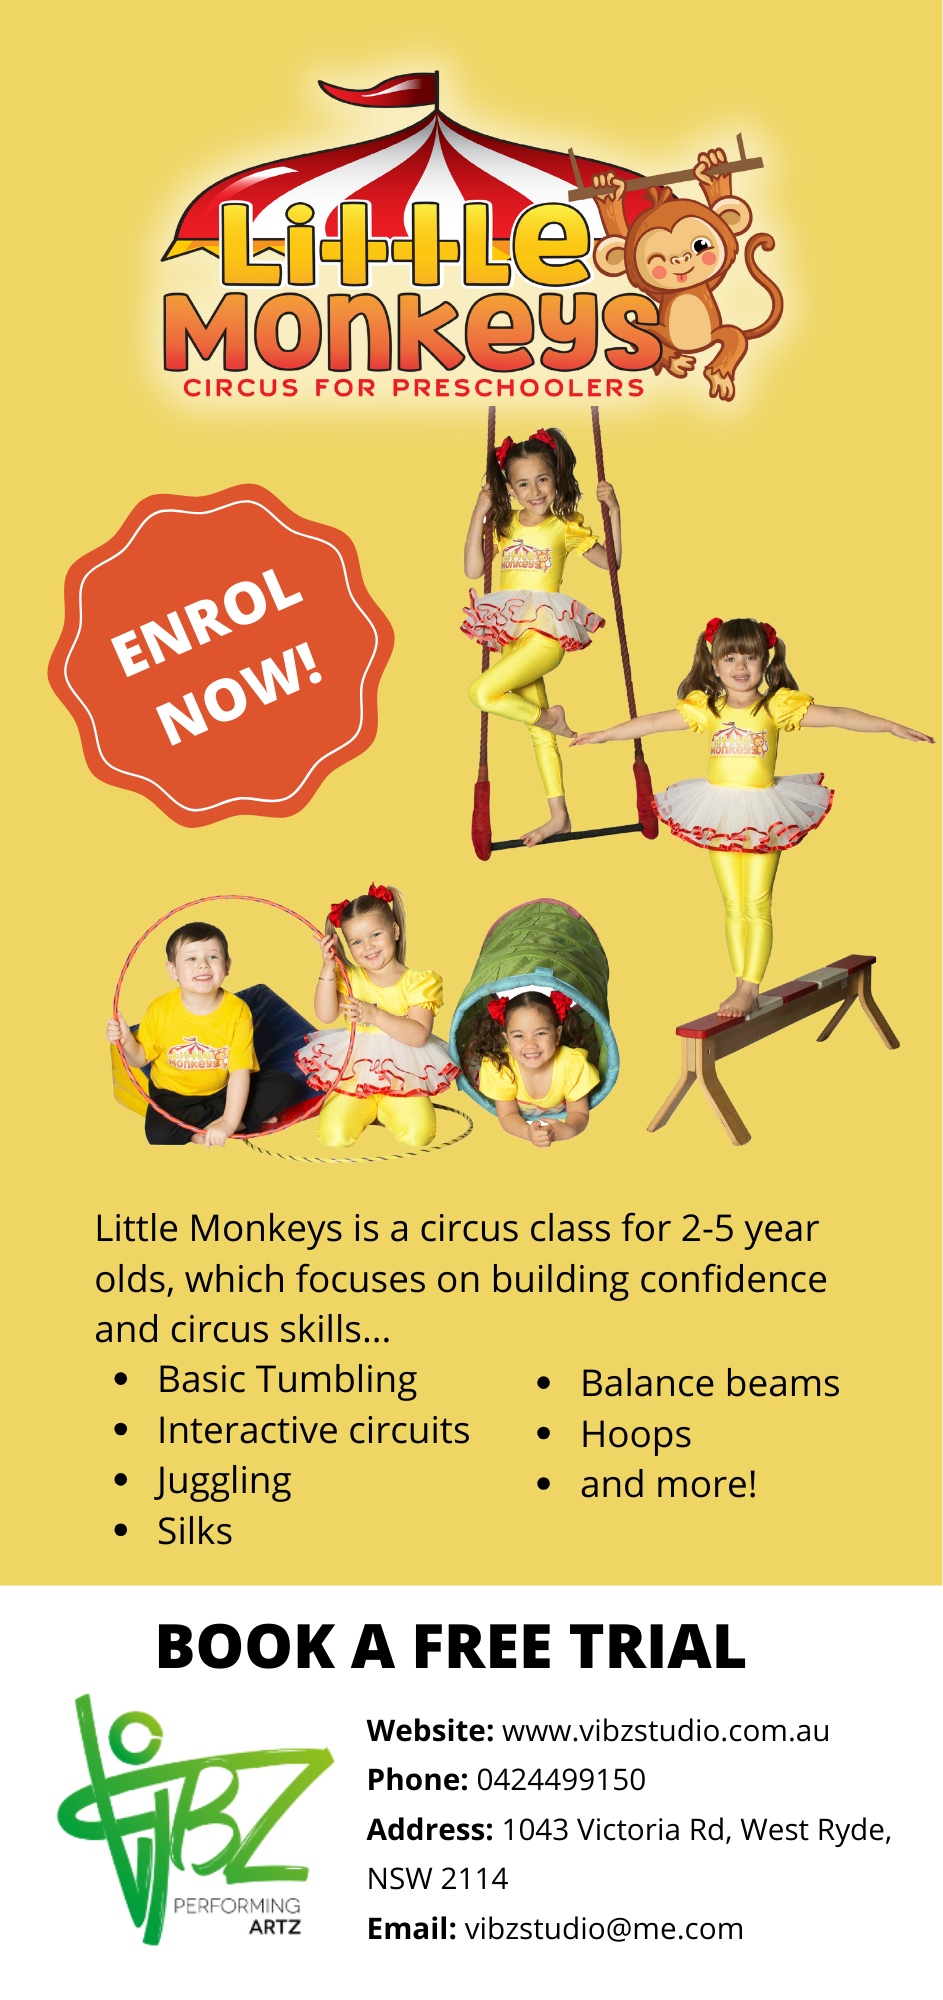 Little
Monkeys
CIRCUS FOR PRESCHOOLERS
ENROL
NOW!
Little Monkeys is a circus class for 2-5 year
olds, which focuses on building confidence
and circus skills...
• Basic Tumbling
• Interactive circuits
• Juggling
• Silks
• Balance beams
• Hoops
• and more!
BOOK A FREE TRIAL
VIBZ
PERFORMING
ARTZ
Website: www.vibzstudio.com.au
Phone: 0424499150
Address: 1043 Victoria Rd, West Ryde,
NSW 2114
Email: vibzstudio@me.com